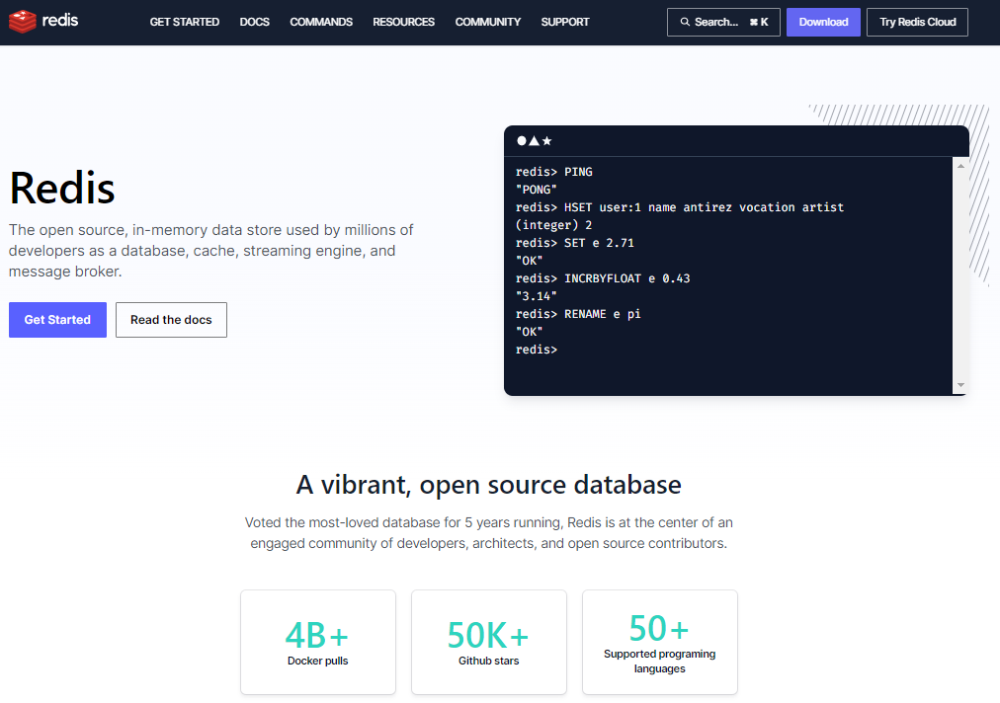 redis
GET STARTED
DOCS
COMMANDS
RESOURCES
COMMUNITY
SUPPORT
Search... ⌘ K
Download
Try Redis Cloud
Redis
The open source, in-memory data store used by millions of
developers as a database, cache, streaming engine, and
message broker.
Get Started
Read the docs
redis> PING
"PONG"
redis> HSET user:1 name antirez vocation artist
(integer) 2
redis> SET e 2.71
"OK"
redis> INCRBYFLOAT e 0.43
"3.14"
redis> RENAME e pi
"OK"
redis>
A vibrant, open source database
Voted the most-loved database for 5 years running, Redis is at the center of an
engaged community of developers, architects, and open source contributors.
4B+
Docker pulls
50K+
Github stars
50+
Supported programing
languages